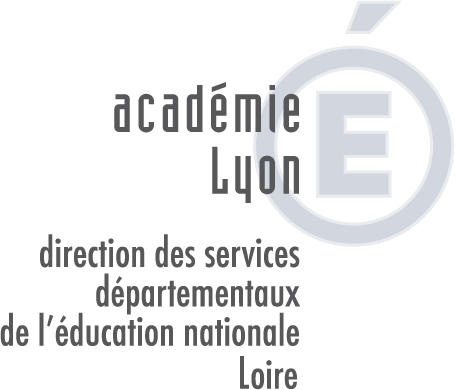 académie
Lyon
É
direction des services
départementaux
de l'éducation nationale
Loire